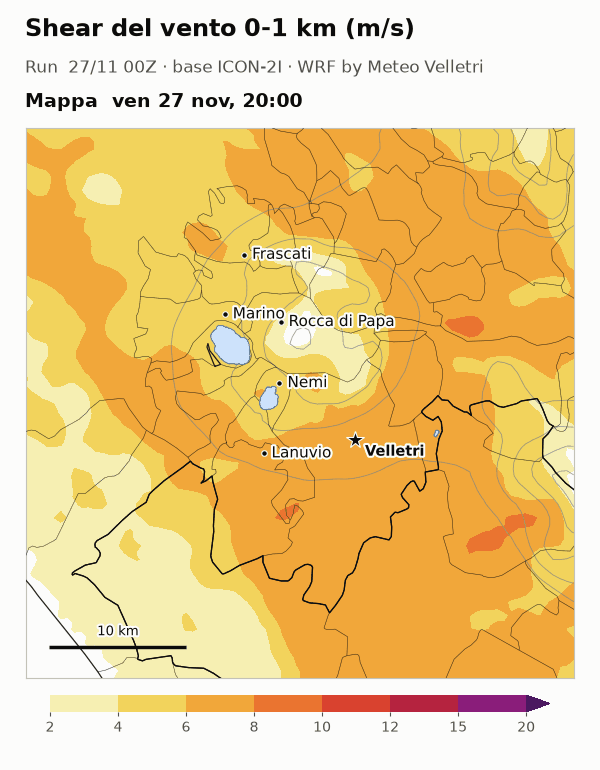 Shear del vento 0-1 km (m/s)
Run  27/11 00Z · base ICON-2I · WRF by Meteo Velletri
Mappa  ven 27 nov, 20:00
Frascati
Marino
Rocca di Papa
Nemi
Velletri
Lanuvio
10 km
2 4 6 8 10 12 15 20